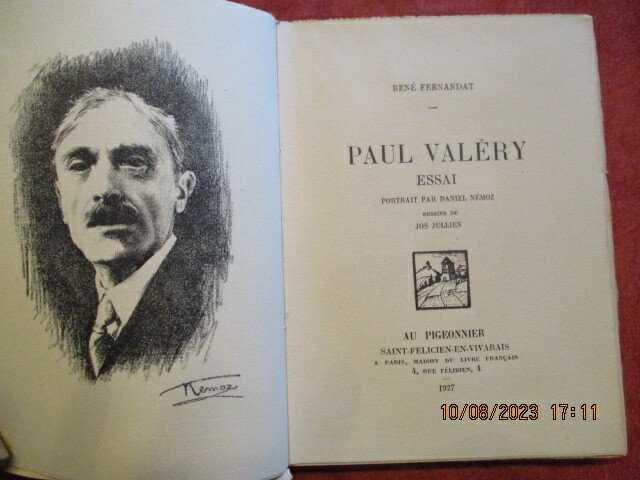 Nemoz
RENÉ FERNANDAT
PAUL VALÉRY
ESSAI
PORTRAIT PAR DANIEL NÉMOZ
DESSINS DE
JOS JULLIEN
AU PIGEONNIER
SAINT-FÉLICIEN-EN-VIVARAIS
A PARIS, MAISON DU LIVRE FRANÇAIS
4, RUE FÉLIBIEN, 4
1927
10/08/2023 17:11